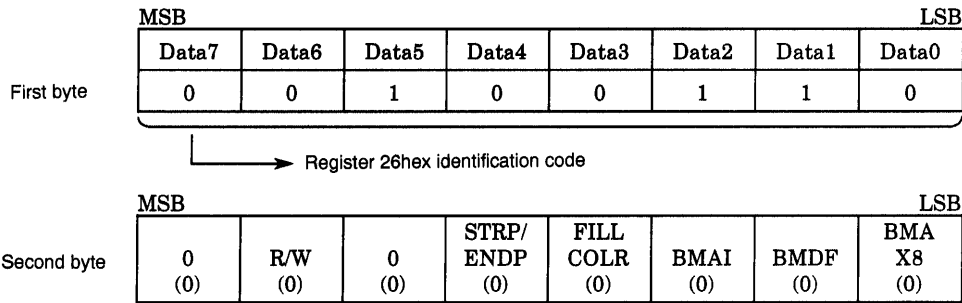 MSB LSB
Data7 Data6 Data5 Data4 Data3 Data2 Data1 Data0
First byte 0 0 1 0 0 1 1 0
Register 26hex identification code
MSB LSB
STRP/ FILL BMA
Second byte 0 R/W 0 ENDP COLR BMAI BMDF X8
(0) (0) (0) (0) (0) (0) (0) (0)